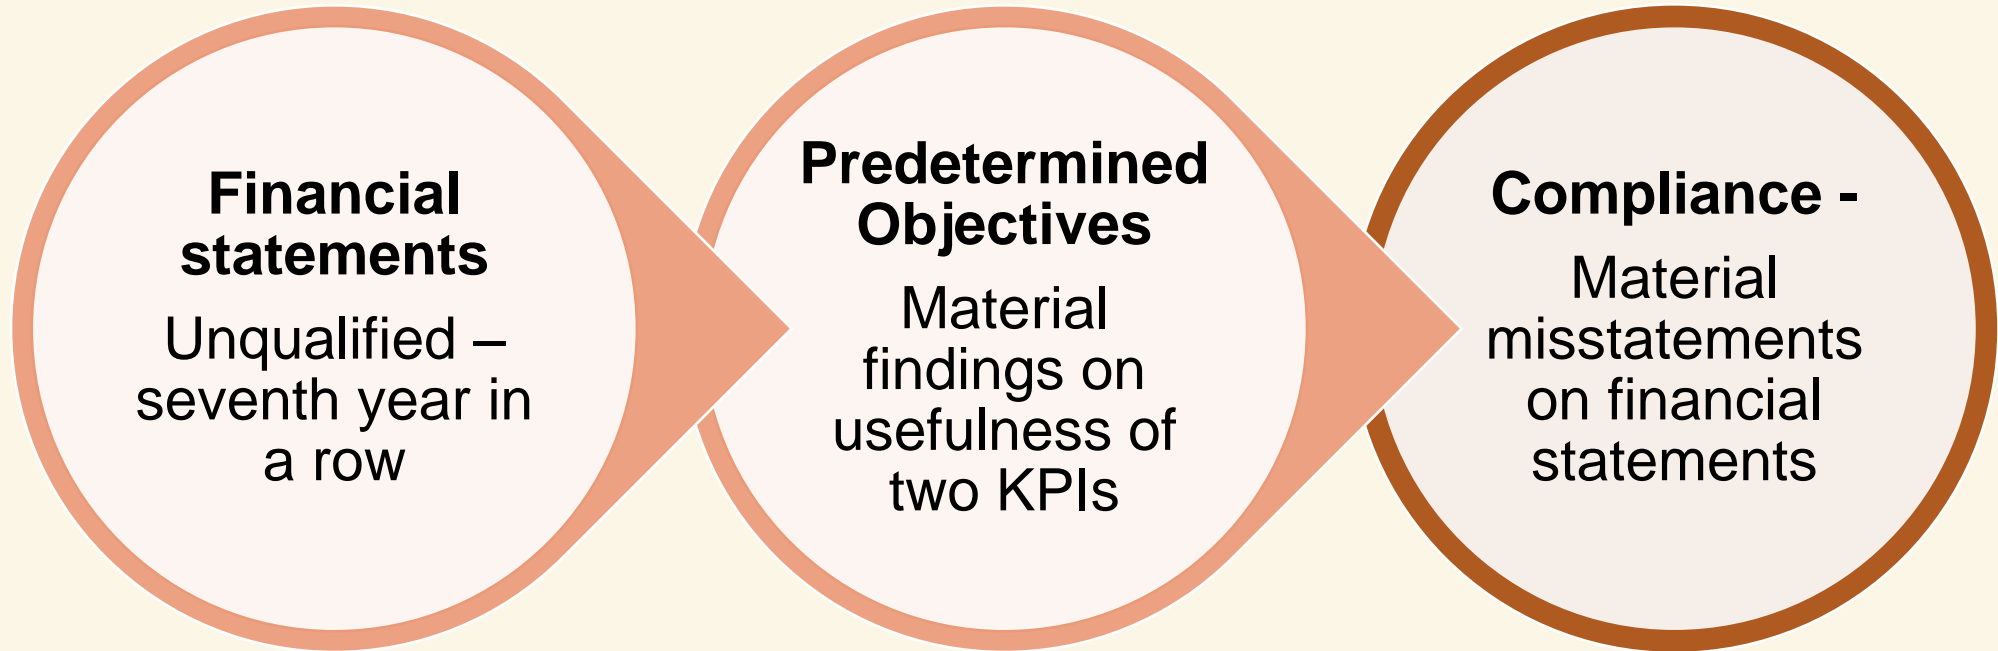 Financial
statements
Unqualified –
seventh year in
a row
Predetermined
Objectives
Material
findings on
usefulness of
two KPIs
Compliance -
Material
misstatements
on financial
statements